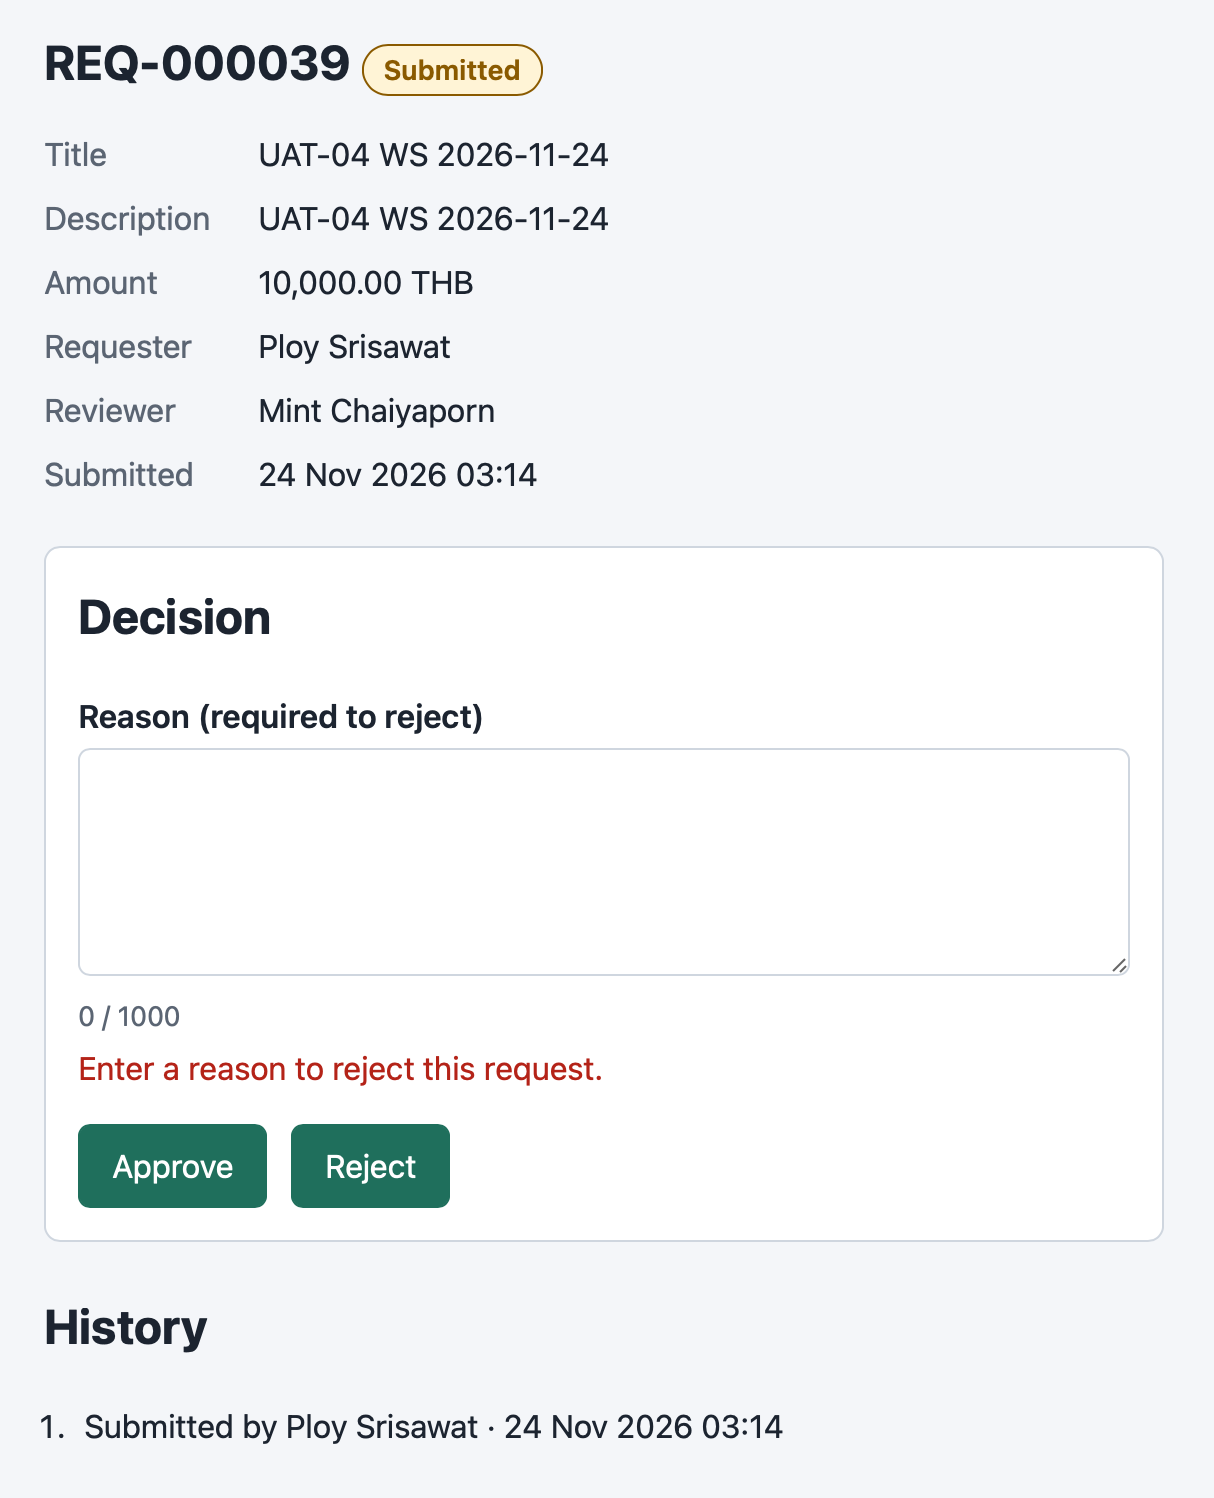 REQ-000039 Submitted
Title UAT-04 WS 2026-11-24
Description UAT-04 WS 2026-11-24
Amount 10,000.00 THB
Requester Ploy Srisawat
Reviewer Mint Chaiyaporn
Submitted 24 Nov 2026 03:14
Decision
Reason (required to reject)
0 / 1000
Enter a reason to reject this request.
Approve Reject
History
1. Submitted by Ploy Srisawat · 24 Nov 2026 03:14